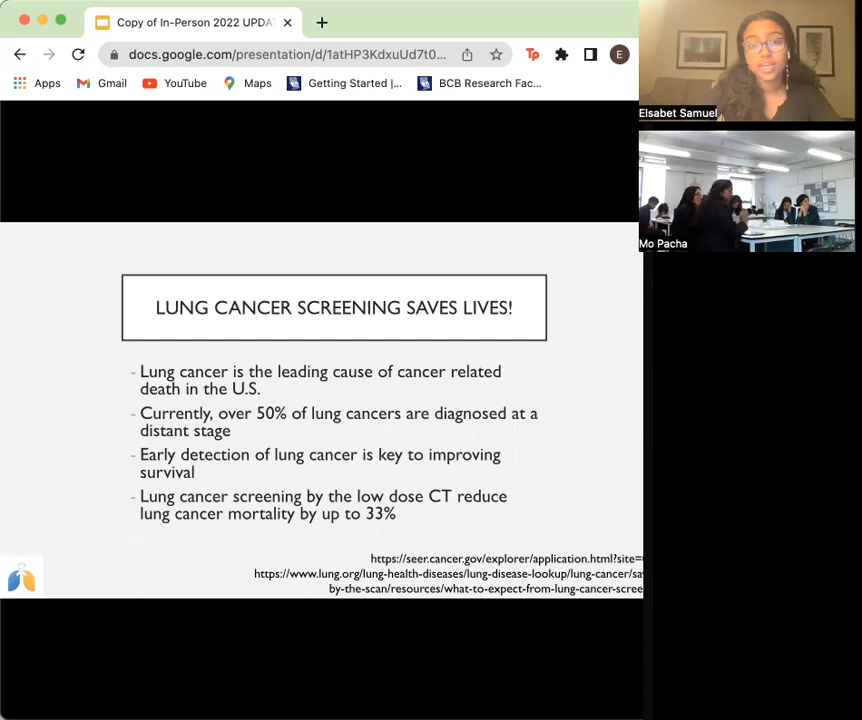 Copy of In-Person 2022 UPDA
docs.google.com/presentation/d/1atHP3KdxuUd7t0...
Tp
E
Apps
Gmail
YouTube
Maps
Getting Started |...
BCB Research Fac...
Elsabet Samuel
Mo Pacha
LUNG CANCER SCREENING SAVES LIVES!
- Lung cancer is the leading cause of cancer related
death in the U.S.
- Currently, over 50% of lung cancers are diagnosed at a
distant stage
- Early detection of lung cancer is key to improving
survival
- Lung cancer screening by the low dose CT reduce
lung cancer mortality by up to 33%
https://seer.cancer.gov/explorer/application.html?site=
https://www.lung.org/lung-health-diseases/lung-disease-lookup/lung-cancer/sa
by-the-scan/resources/what-to-expect-from-lung-cancer-scree